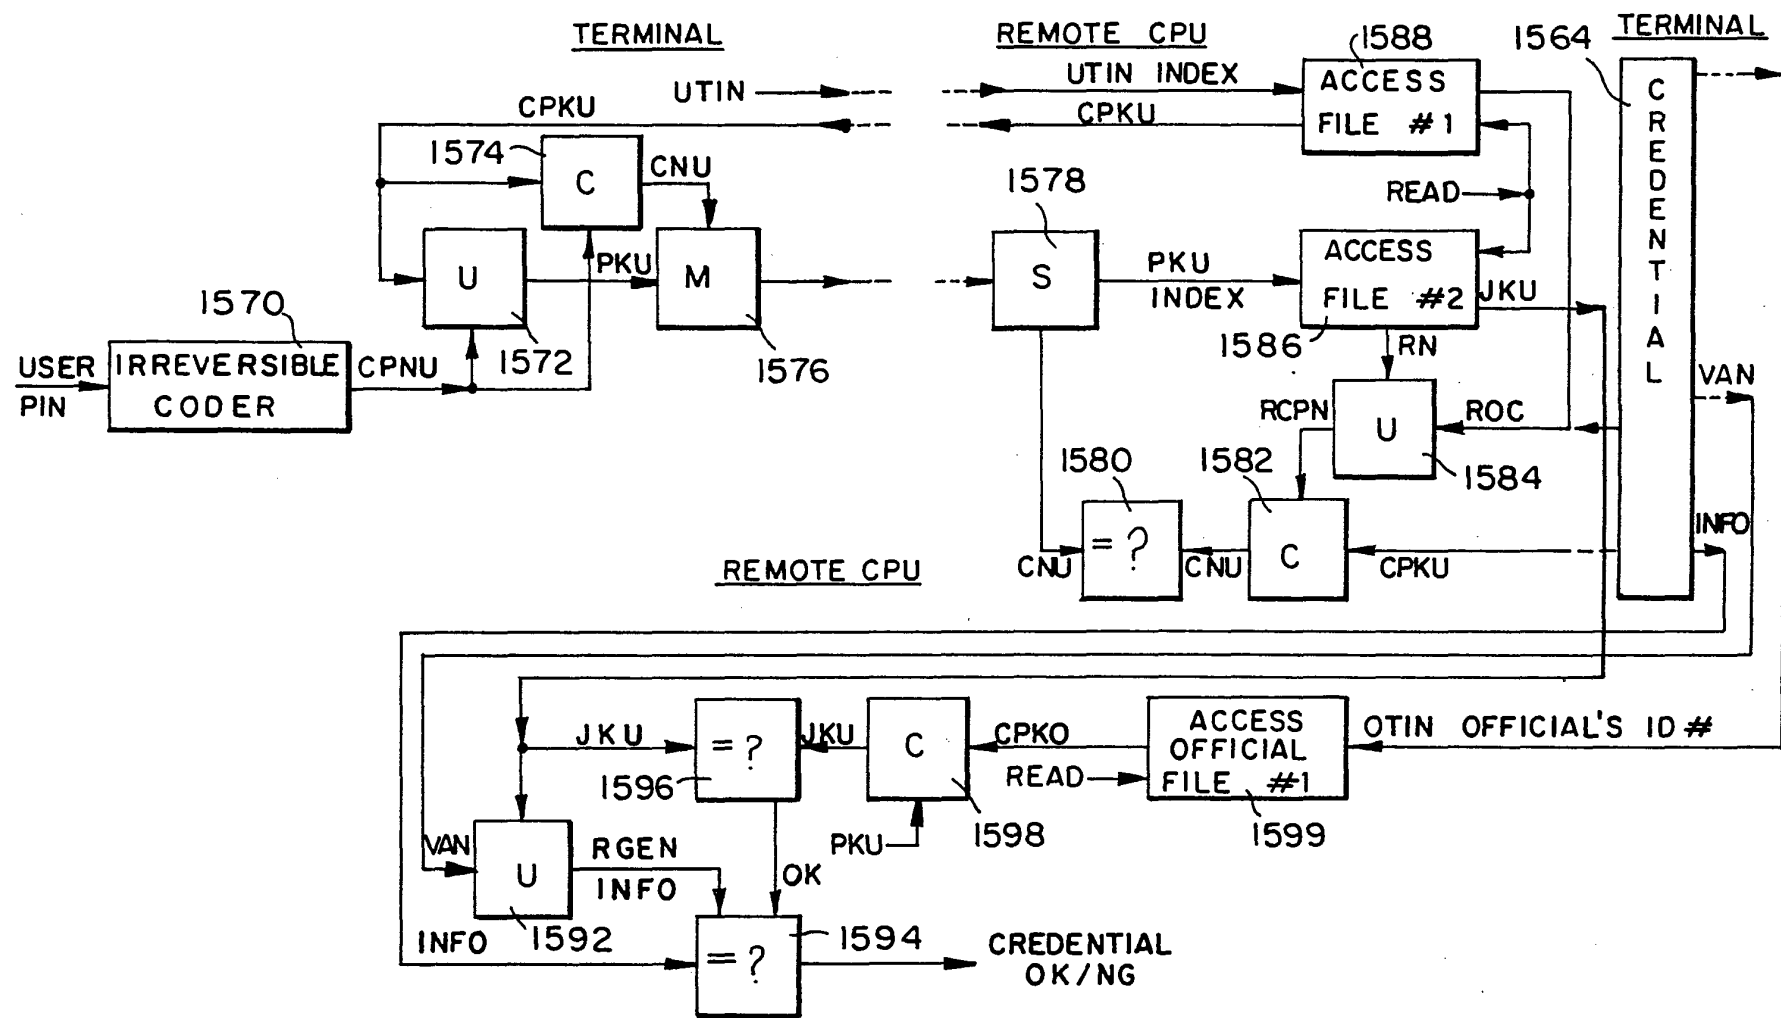 TERMINAL
REMOTE CPU
1588
1564
TERMINAL
UTIN
UTIN INDEX
ACCESS
FILE #1
CPKU
CPKU
1574
C
CNU
READ
1578
CREDENTIAL
U
PKU
M
S
PKU
INDEX
ACCESS
FILE #2
JKU
1570
1572
1576
1586
RN
USER
PIN
IRREVERSIBLE
CODER
CPNU
VAN
RCPN
U
ROC
1580
1582
1584
= ?
C
INFO
CNU
CNU
CPKU
REMOTE CPU
JKU
= ?
JKU
C
CPKO
ACCESS
OFFICIAL
FILE #1
OTIN OFFICIAL'S ID #
READ
1596
1598
1599
PKU
VAN
U
RGEN
INFO
OK
INFO
1592
= ?
1594
CREDENTIAL
OK/NG